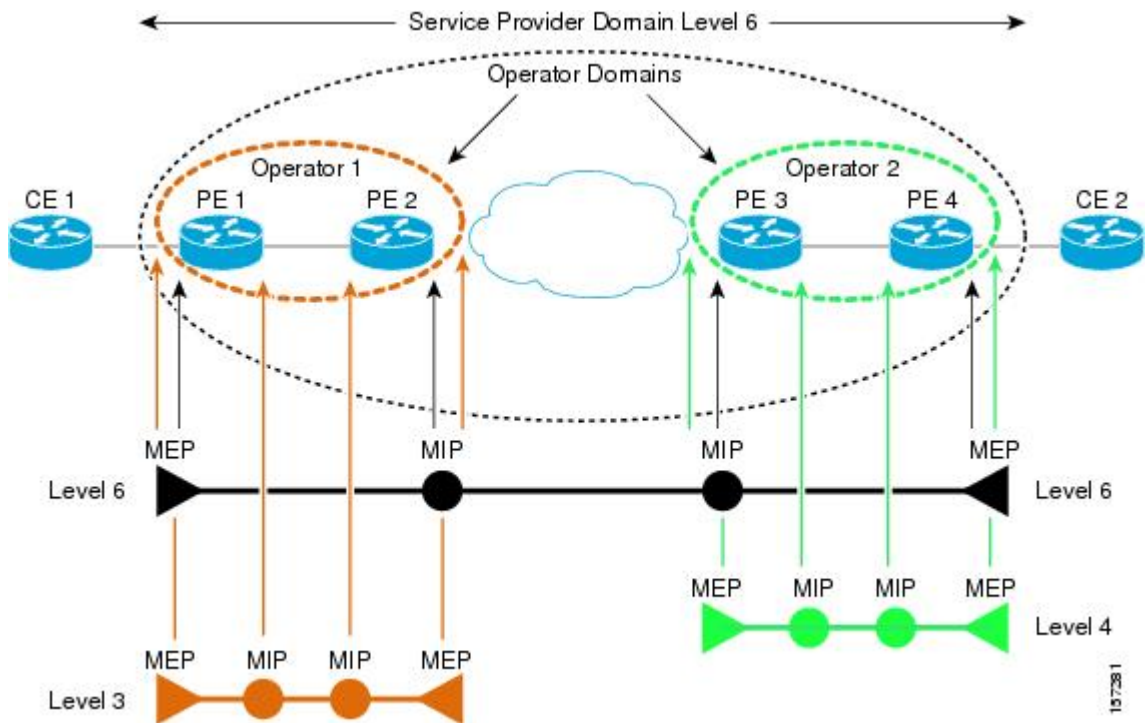 Service Provider Domain Level 6
Operator Domains
Operator 1
Operator 2
CE 1
PE 1
PE 2
PE 3
PE 4
CE 2
MEP
MIP
MIP
MEP
Level 6
Level 6
MEP
MIP
MIP
MEP
Level 4
MEP
MIP
MIP
MEP
Level 3
157281